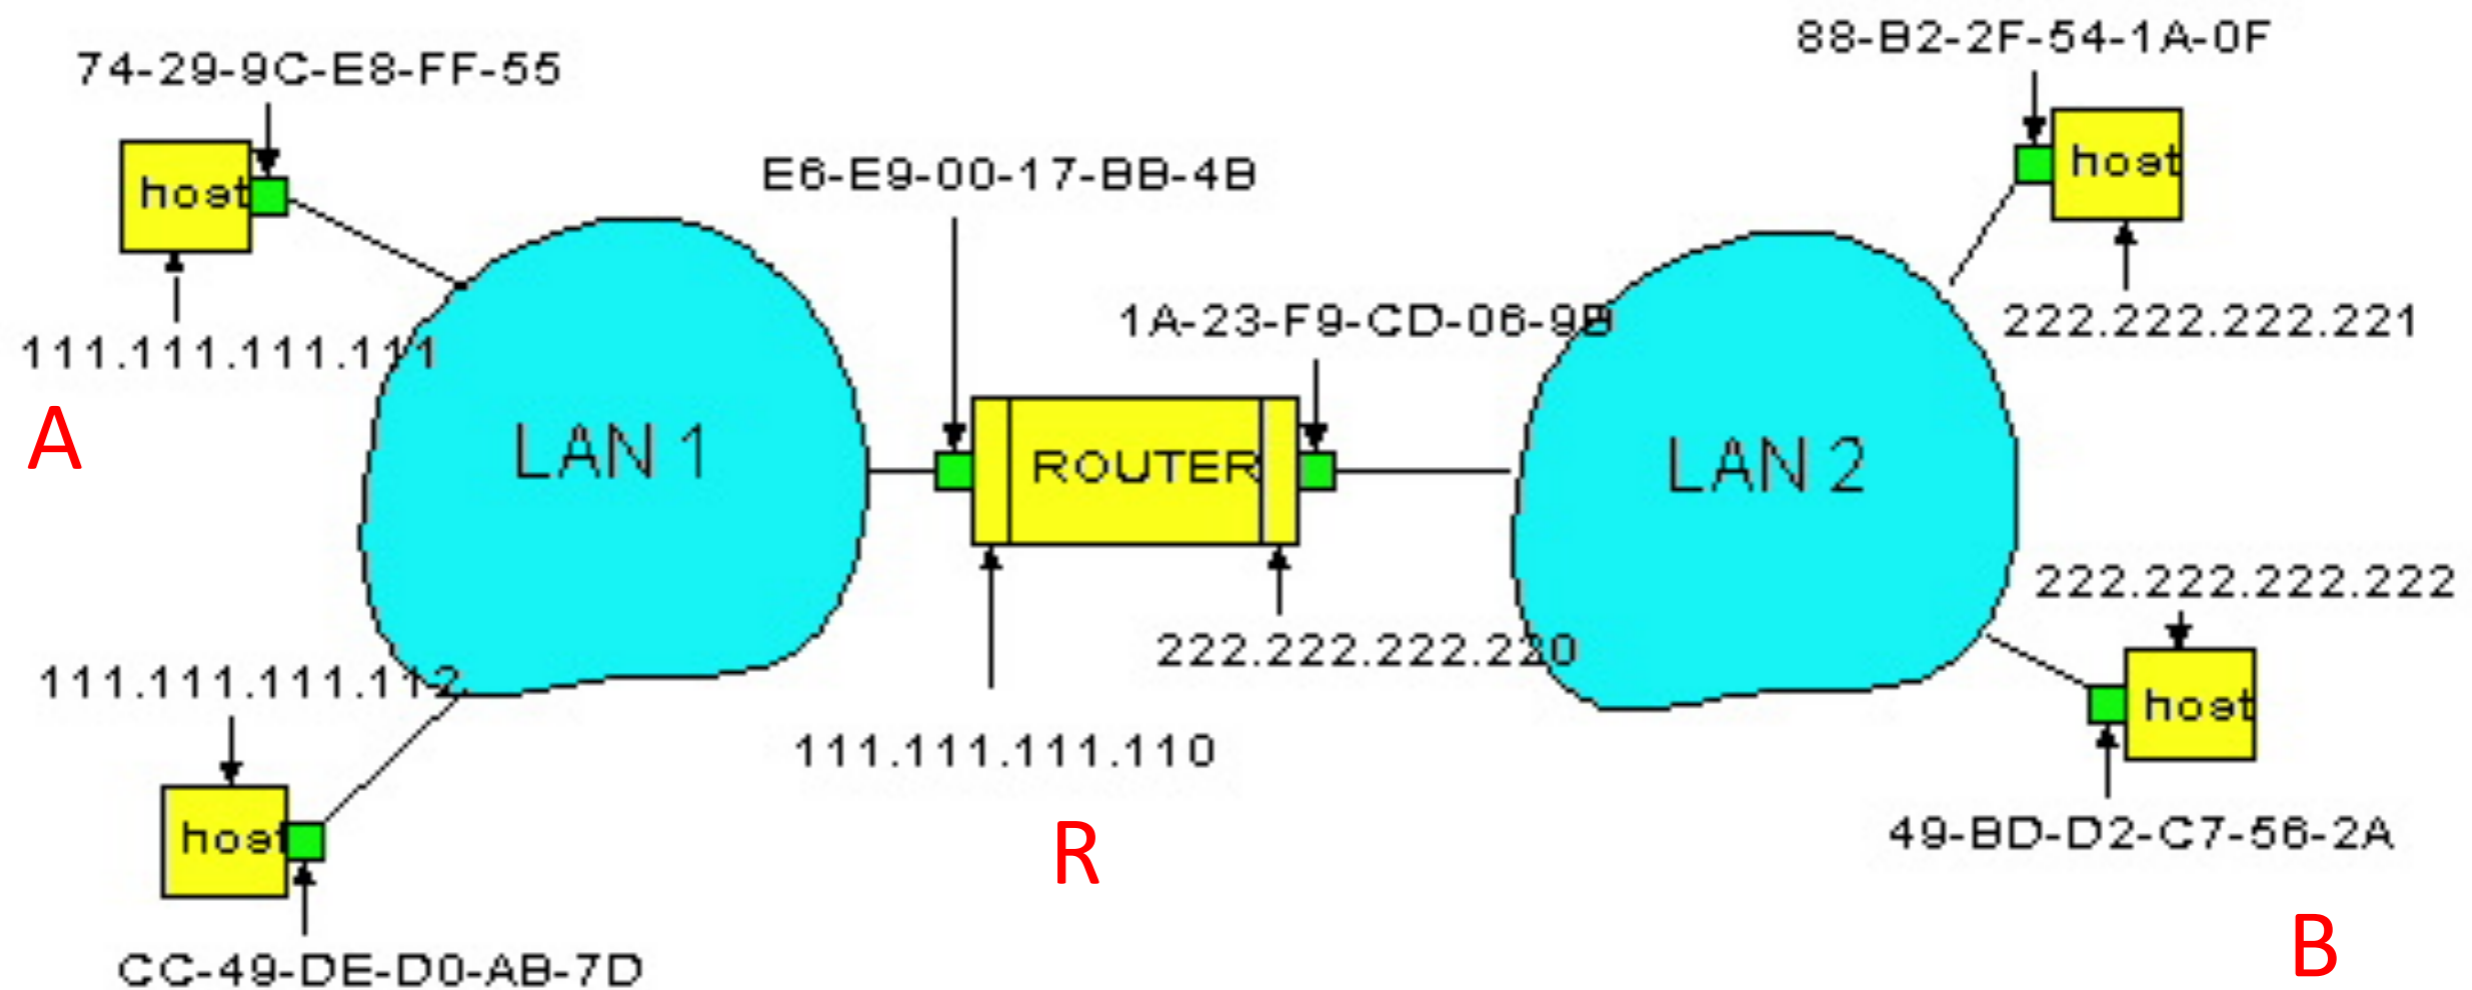 88-B2-2F-54-1A-0F
74-29-9C-E8-FF-55
host
host
E6-E9-00-17-BB-4B
1A-23-F9-CD-06-9B
222.222.222.221
111.111.111.111
A
LAN 1
ROUTER
LAN 2
222.222.222.222
222.222.222.220
111.111.111.112
host
111.111.111.110
host
49-BD-D2-C7-56-2A
R
B
CC-49-DE-D0-AB-7D